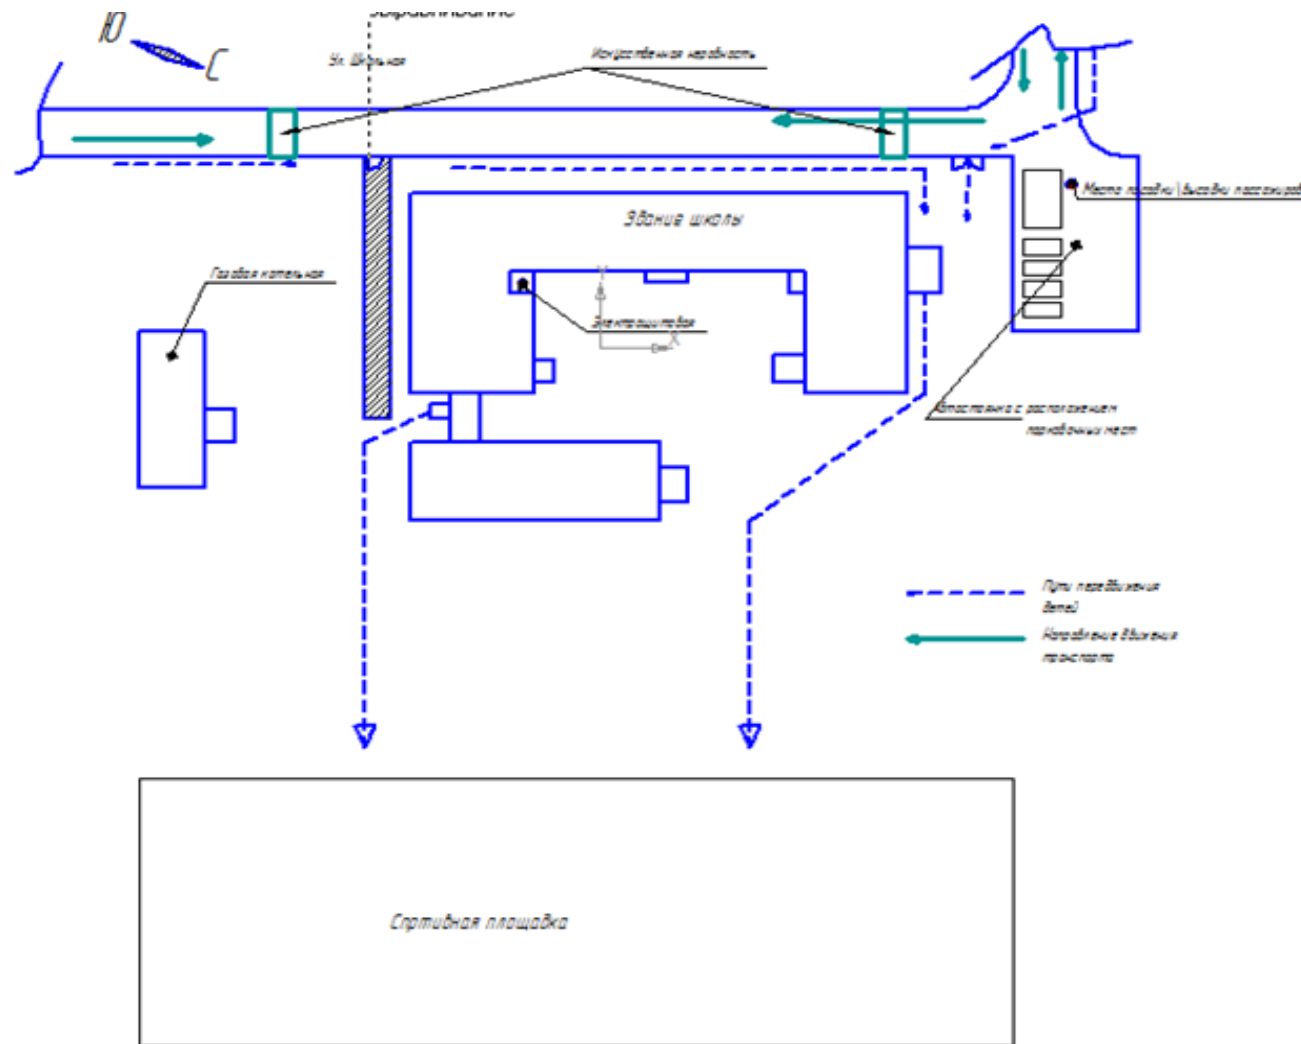 Ю
С
выравнивание
Ул. Школьная
Искусственная неровность
Место посадки\высадки пассажиров
Здание школы
Газовая котельная
Электрощитовая
Y
X
Автостоянка с расположением
парковочных мест
Пути передвижения
детей
Направление движения
транспорта
Спртивная площадка